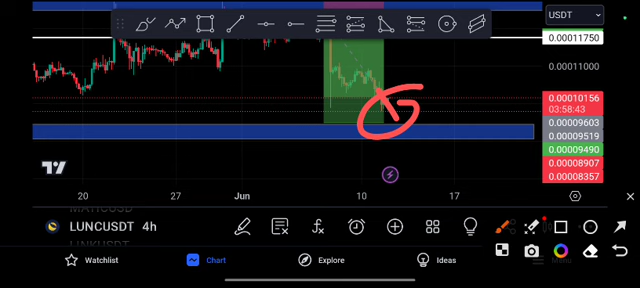 USDT
0.00011750
0.00011000
0.00010156
03:58:43
0.00009603
0.00009519
0.00009490
0.00008907
0.00008357
20 27 Jun 10 17
LUNCUSDT 4h
Watchlist Chart Explore Ideas